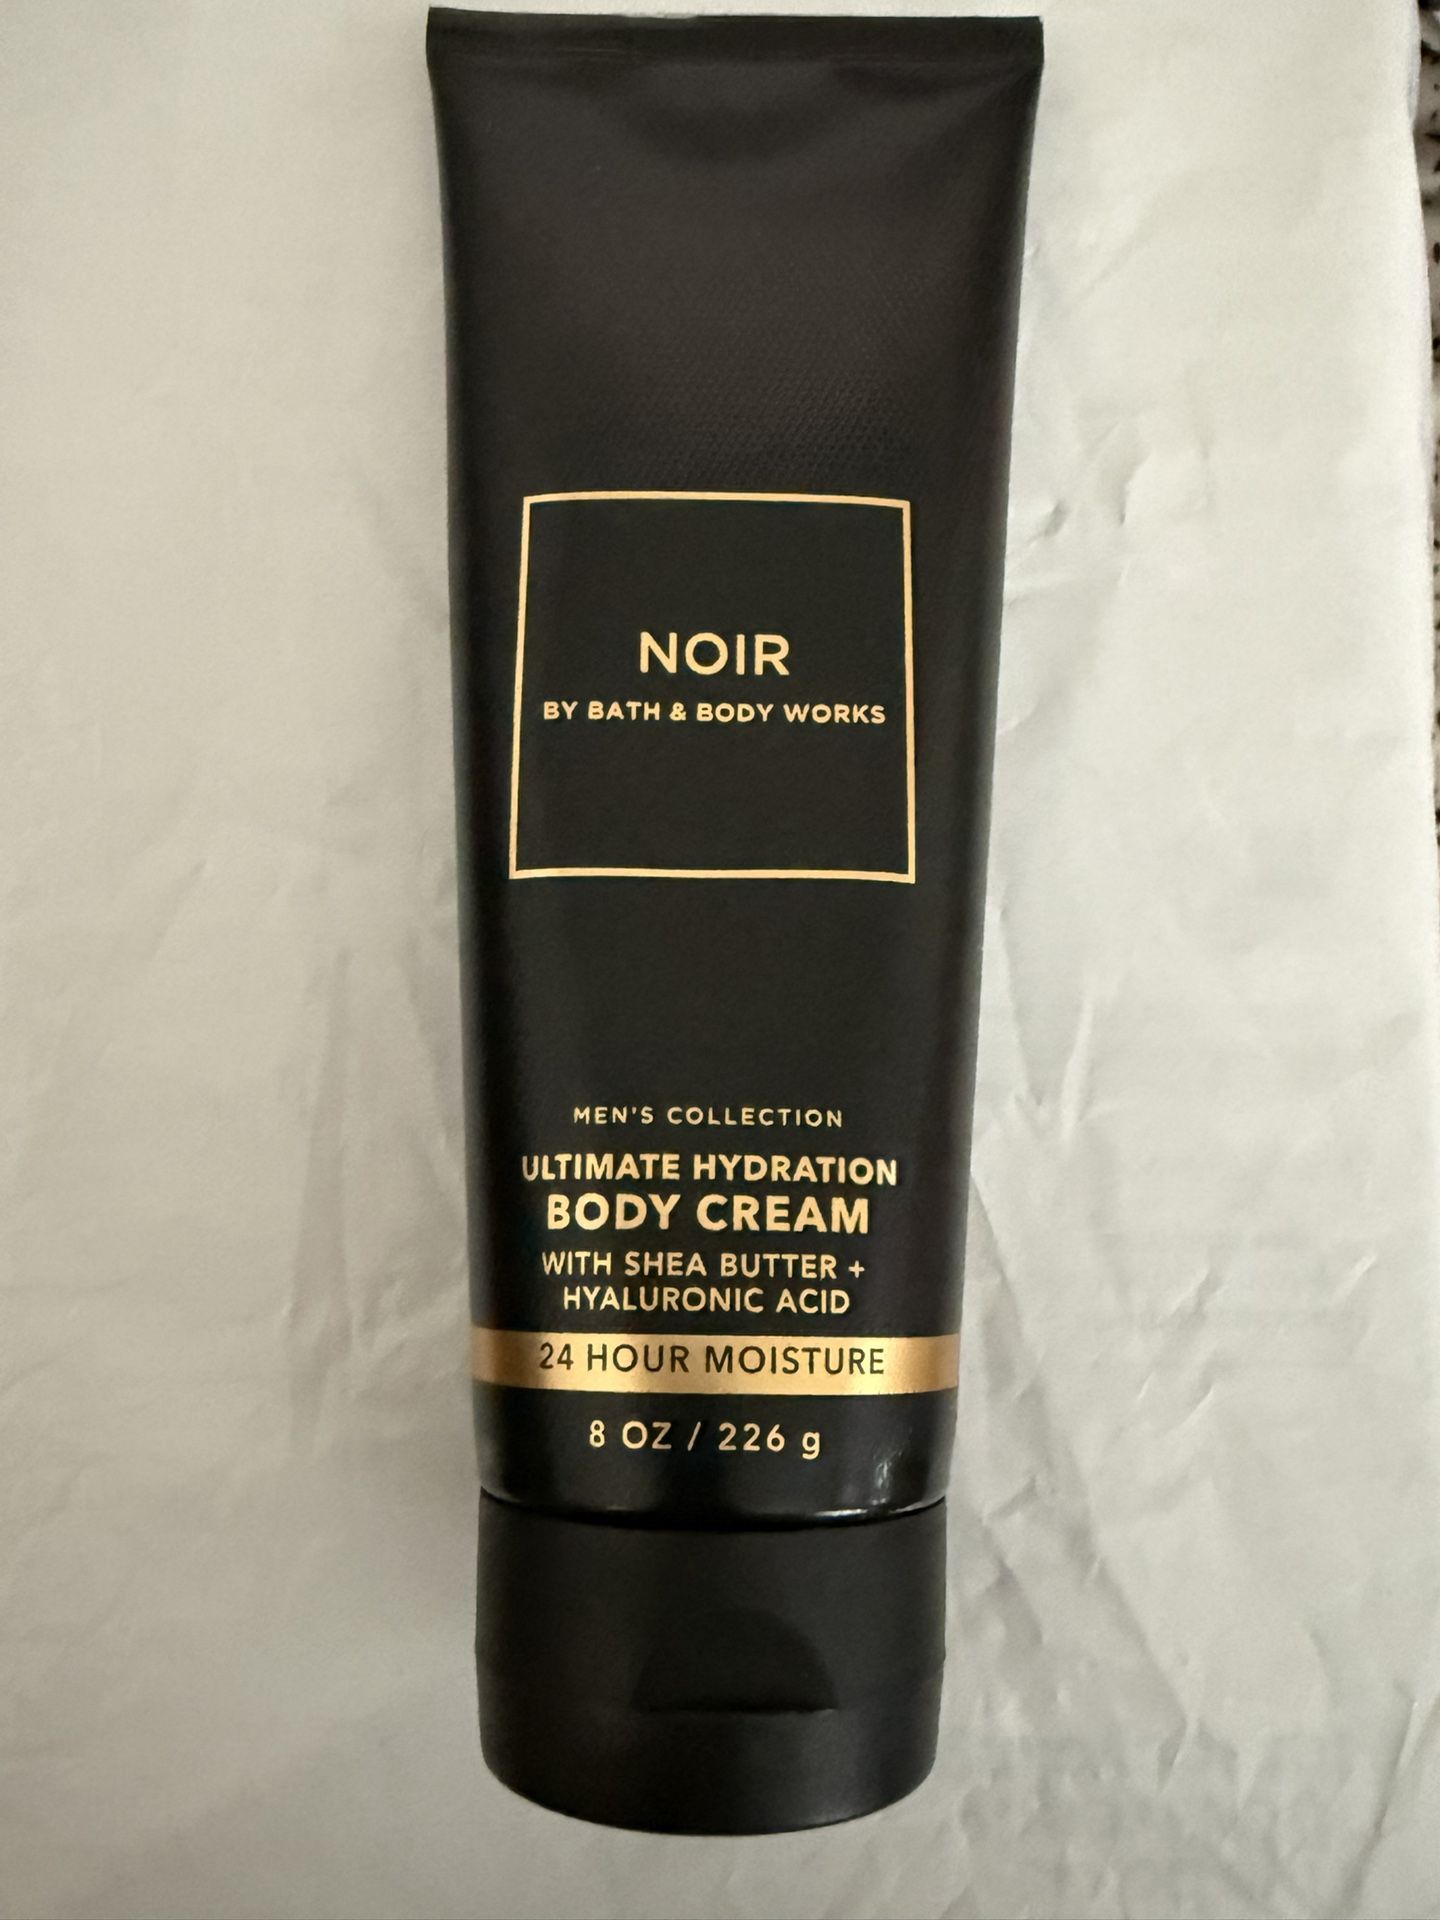 NOIR
BY BATH & BODY WORKS
MEN'S COLLECTION
ULTIMATE HYDRATION
BODY CREAM
WITH SHEA BUTTER +
HYALURONIC ACID
24 HOUR MOISTURE
8 OZ / 226 g